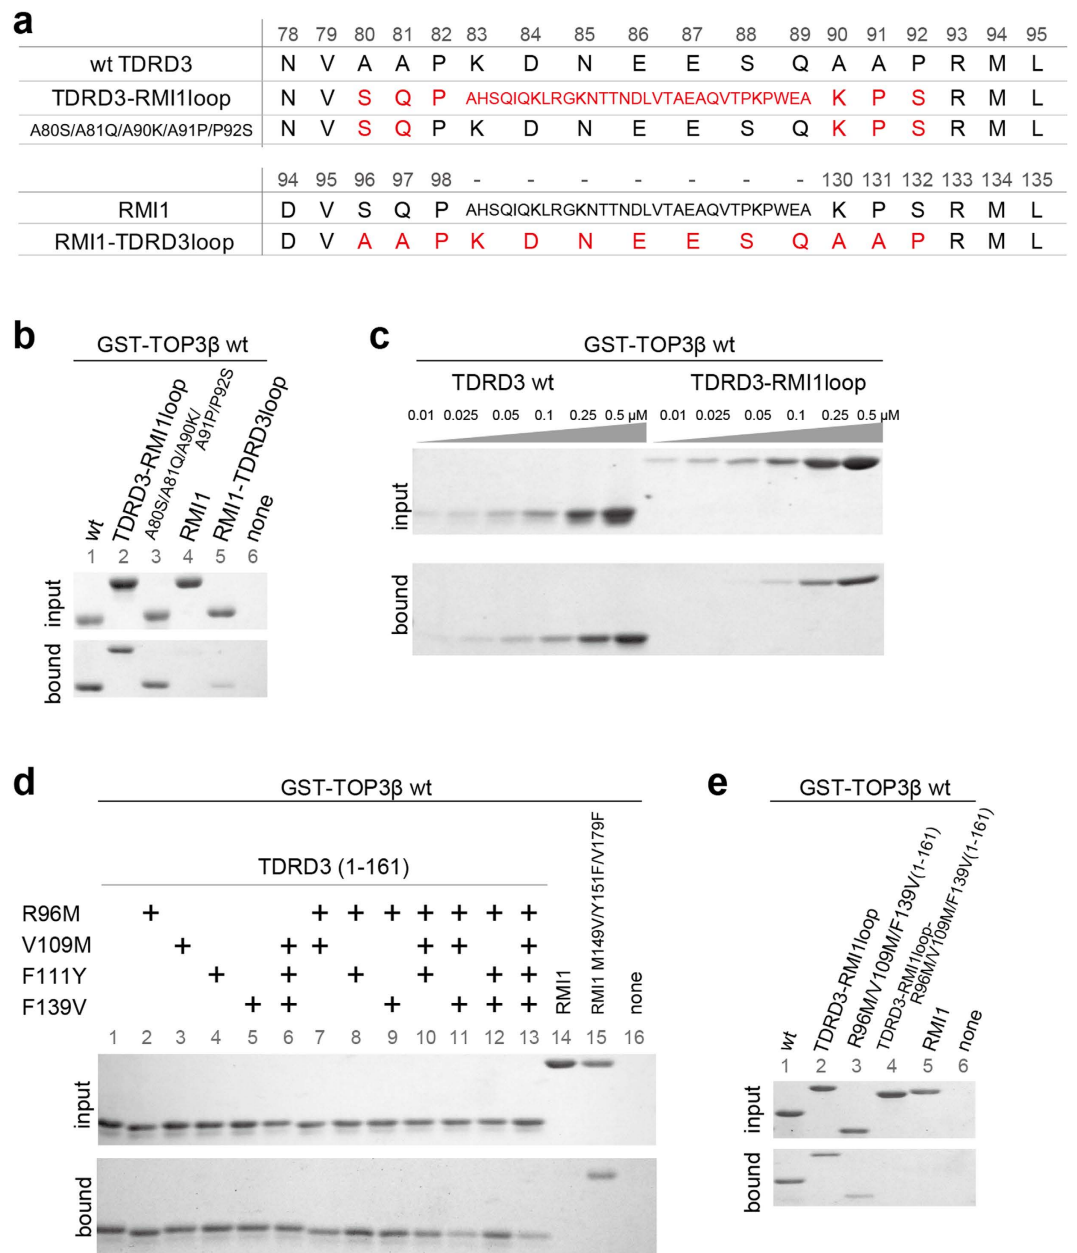 a
78 79 80 81 82 83 84 85 86 87 88 89 90 91 92 93 94 95
wt TDRD3 N V A A P K D N E E S Q A A P R M L
TDRD3-RMI1loop N V S Q P AHSQIQKLRGKNTTNDLVTAEAQVTPKPWEA K P S R M L
A80S/A81Q/A90K/A91P/P92S N V S Q P K D N E E S Q K P S R M L
94 95 96 97 98 - - - - - - - 130 131 132 133 134 135
RMI1 D V S Q P AHSQIQKLRGKNTTNDLVTAEAQVTPKPWEA K P S R M L
RMI1-TDRD3loop D V A A P K D N E E S Q A A P R M L
b
GST-TOP3β wt
wt
TDRD3-RMI1loop
A80S/A81Q/A90K/
A91P/P92S
RMI1
RMI1-TDRD3loop
none
1 2 3 4 5 6
input
bound
c
GST-TOP3β wt
TDRD3 wt TDRD3-RMI1loop
0.01 0.025 0.05 0.1 0.25 0.5 µM 0.01 0.025 0.05 0.1 0.25 0.5 µM
input
bound
d
GST-TOP3β wt
TDRD3 (1-161)
R96M + + + + + + + +
V109M + + + + + +
F111Y + + + + + +
F139V + + + + + +
RMI1
RMI1 M149V/Y151F/V179F
none
1 2 3 4 5 6 7 8 9 10 11 12 13 14 15 16
input
bound
e
GST-TOP3β wt
wt
TDRD3-RMI1loop
R96M/V109M/F139V(1-161)
TDRD3-RMI1loop-
R96M/V109M/F139V(1-161)
RMI1
none
1 2 3 4 5 6
input
bound